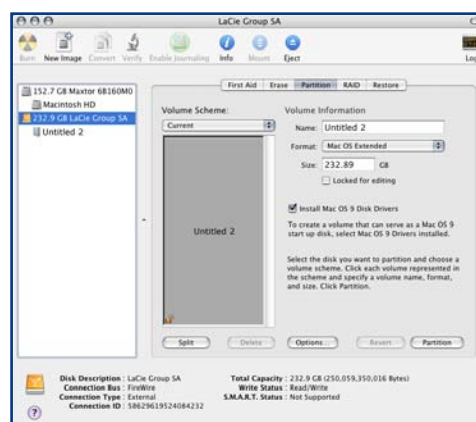 LaCie Group SA
Burn New Image Convert Verify Enable Journaling Info Mount Eject Log
152.7 GB Maxtor 6B160M0
Macintosh HD
232.9 GB LaCie Group SA
Untitled 2
First Aid Erase Partition RAID Restore
Volume Scheme:
Current
Untitled 2
Volume Information
Name: Untitled 2
Format: Mac OS Extended
Size: 232.89 GB
Locked for editing
Install Mac OS 9 Disk Drivers
To create a volume that can serve as a Mac OS 9
start up disk, select Mac OS 9 Drivers installed.
Select the disk you want to partition and choose a
volume scheme. Click each volume represented in
the scheme and specify a volume name, format,
and size. Click Partition.
Split Delete Options... Revert Partition
Disk Description : LaCie Group SA
Connection Bus : FireWire
Connection Type : External
Connection ID : 58629619524084232
Total Capacity : 232.9 GB (250,059,350,016 Bytes)
Write Status : Read/Write
S.M.A.R.T. Status : Not Supported
?